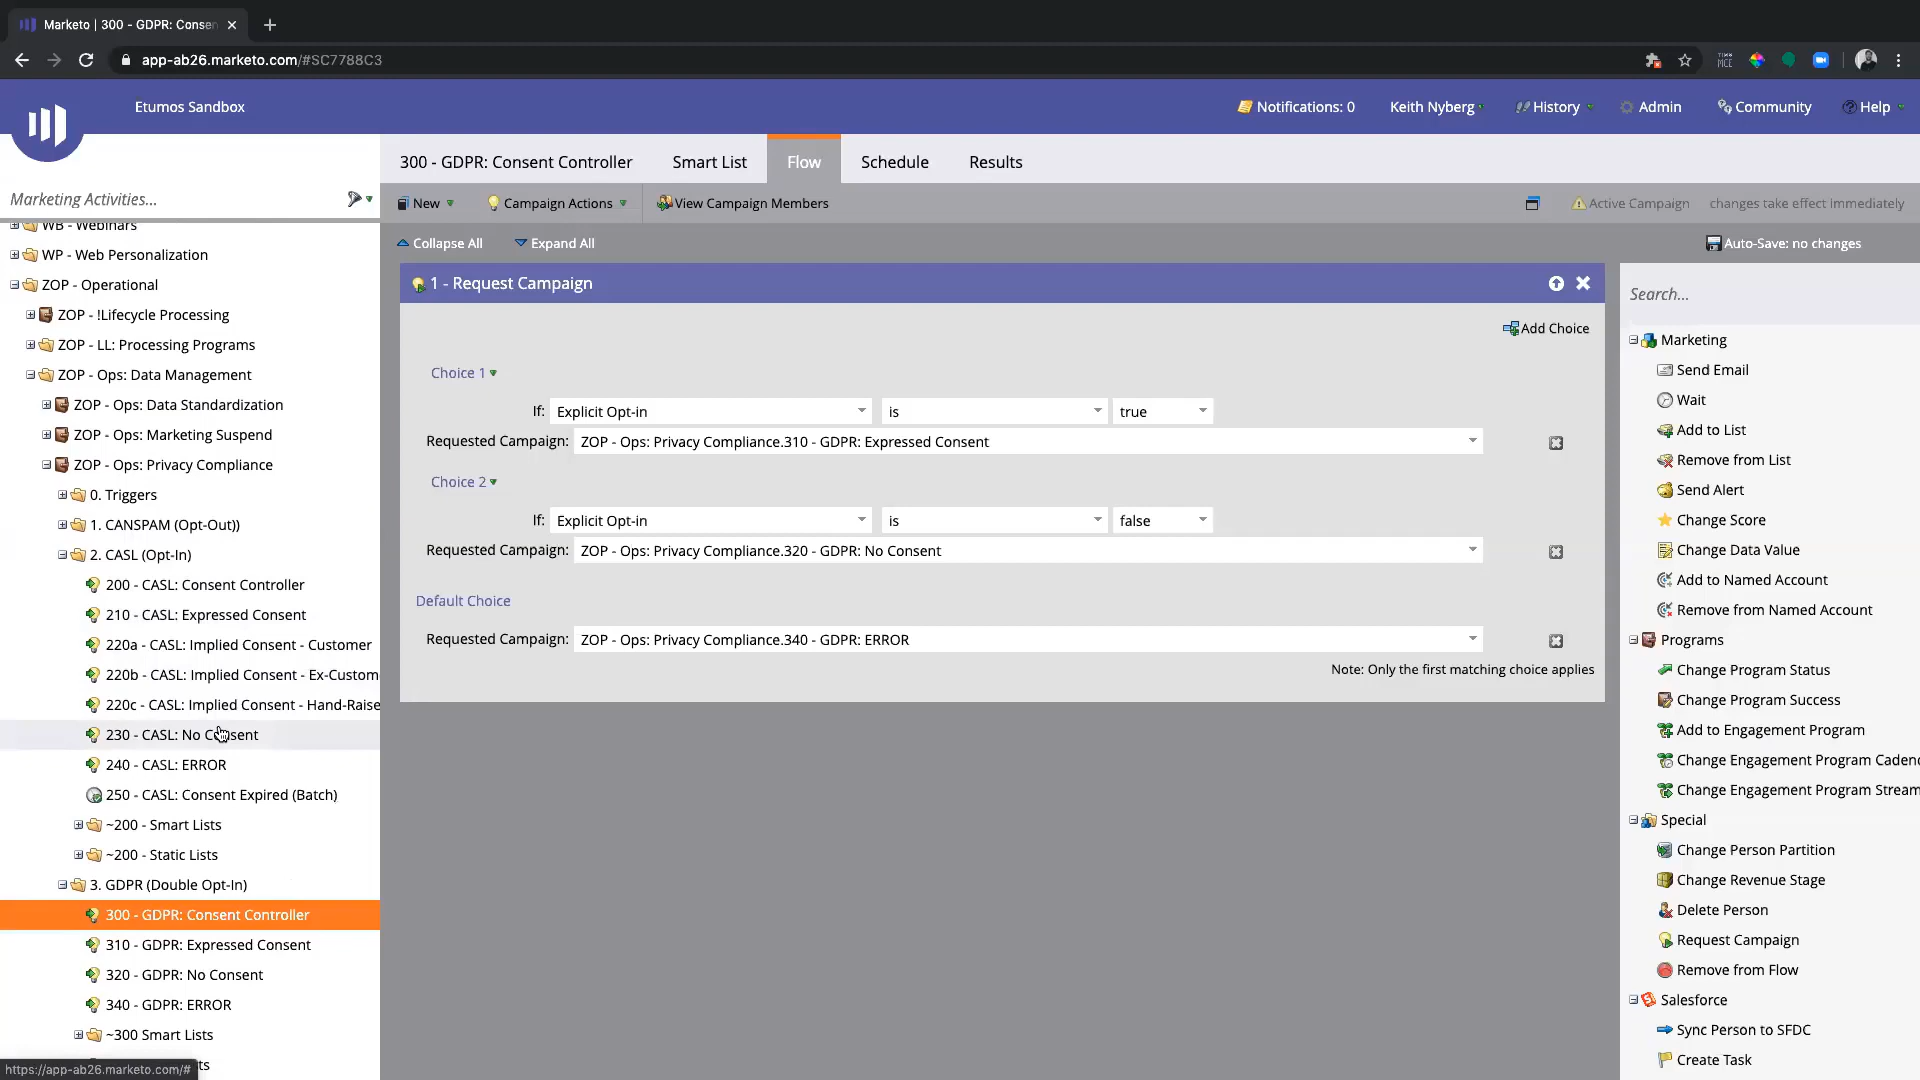 Marketo | 300 - GDPR: Conser
app-ab26.marketo.com/#SC7788C3
Etumos Sandbox
Notifications: 0
Keith Nyberg
History
Admin
Community
Help
300 - GDPR: Consent Controller
Smart List
Flow
Schedule
Results
Marketing Activities...
New
Campaign Actions
View Campaign Members
Active Campaign
changes take effect immediately
Collapse All
Expand All
Auto-Save: no changes
WB - Webinars
WP - Web Personalization
ZOP - Operational
ZOP - !Lifecycle Processing
ZOP - LL: Processing Programs
ZOP - Ops: Data Management
ZOP - Ops: Data Standardization
ZOP - Ops: Marketing Suspend
ZOP - Ops: Privacy Compliance
0. Triggers
1. CANSPAM (Opt-Out))
2. CASL (Opt-In)
200 - CASL: Consent Controller
210 - CASL: Expressed Consent
220a - CASL: Implied Consent - Customer
220b - CASL: Implied Consent - Ex-Custom
220c - CASL: Implied Consent - Hand-Raise
230 - CASL: No Consent
240 - CASL: ERROR
250 - CASL: Consent Expired (Batch)
~200 - Smart Lists
~200 - Static Lists
3. GDPR (Double Opt-In)
300 - GDPR: Consent Controller
310 - GDPR: Expressed Consent
320 - GDPR: No Consent
340 - GDPR: ERROR
~300 Smart Lists
https://app-ab26.marketo.com/#
1 - Request Campaign
Add Choice
Choice 1
If: Explicit Opt-in is true
Requested Campaign: ZOP - Ops: Privacy Compliance.310 - GDPR: Expressed Consent
Choice 2
If: Explicit Opt-in is false
Requested Campaign: ZOP - Ops: Privacy Compliance.320 - GDPR: No Consent
Default Choice
Requested Campaign: ZOP - Ops: Privacy Compliance.340 - GDPR: ERROR
Note: Only the first matching choice applies
Search...
Marketing
Send Email
Wait
Add to List
Remove from List
Send Alert
Change Score
Change Data Value
Add to Named Account
Remove from Named Account
Programs
Change Program Status
Change Program Success
Add to Engagement Program
Change Engagement Program Cadenc
Change Engagement Program Stream
Special
Change Person Partition
Change Revenue Stage
Delete Person
Request Campaign
Remove from Flow
Salesforce
Sync Person to SFDC
Create Task